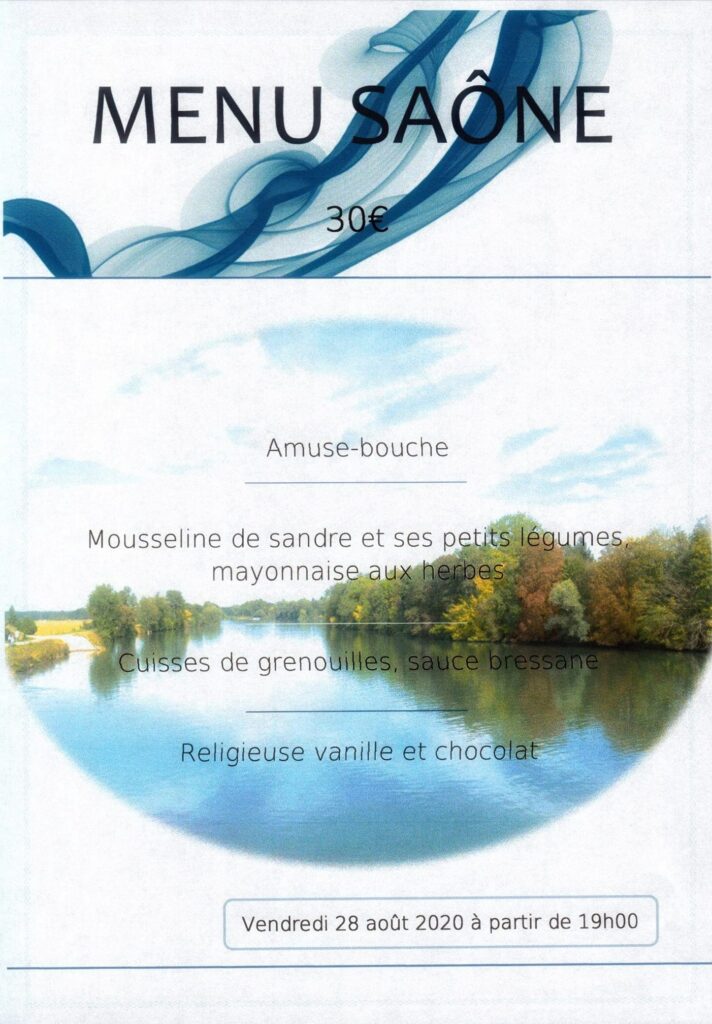 MENU SAÔNE
30€
Amuse-bouche
Mousseline de sandre et ses petits légumes,
mayonnaise aux herbes
Cuisses de grenouilles, sauce bressane
Religieuse vanille et chocolat
Vendredi 28 août 2020 à partir de 19h00